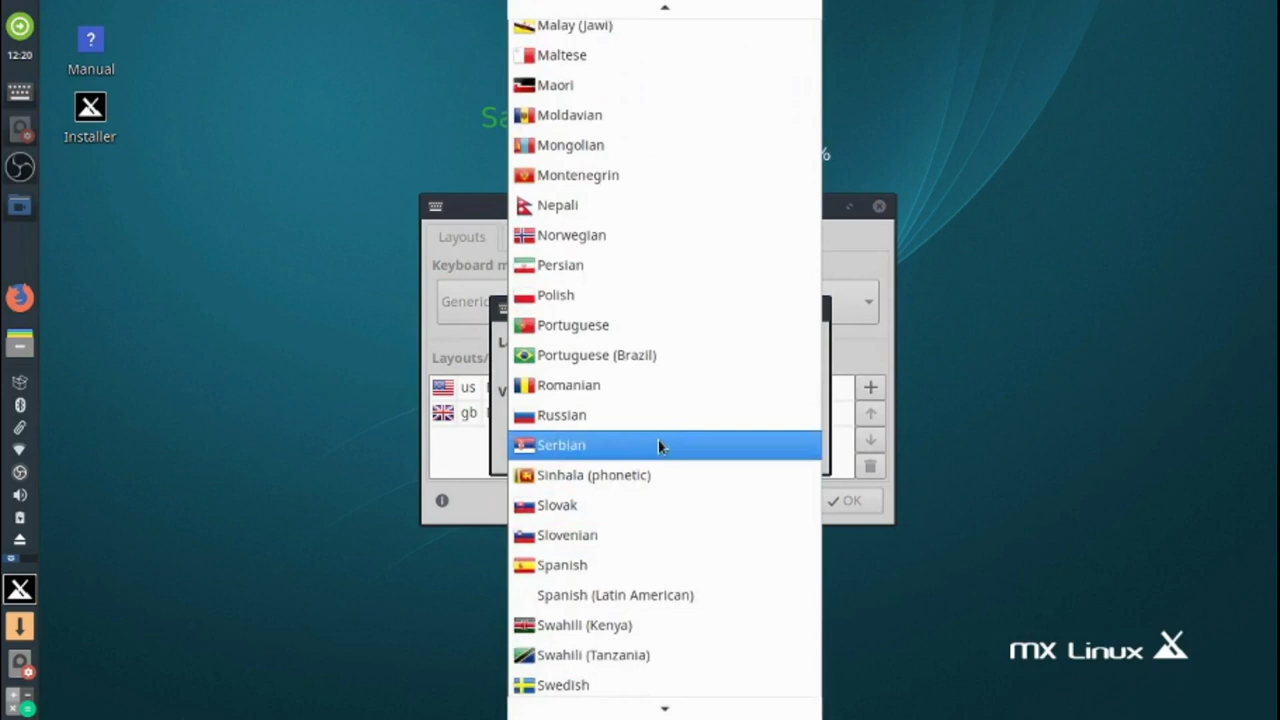 12:20
Manual
Installer
Sa
%
Layouts
Keyboard m
Generic
Layouts/
us
gb
OK
Malay (Jawi)
Maltese
Maori
Moldavian
Mongolian
Montenegrin
Nepali
Norwegian
Persian
Polish
Portuguese
Portuguese (Brazil)
Romanian
Russian
Serbian
Sinhala (phonetic)
Slovak
Slovenian
Spanish
Spanish (Latin American)
Swahili (Kenya)
Swahili (Tanzania)
Swedish
mx Linux